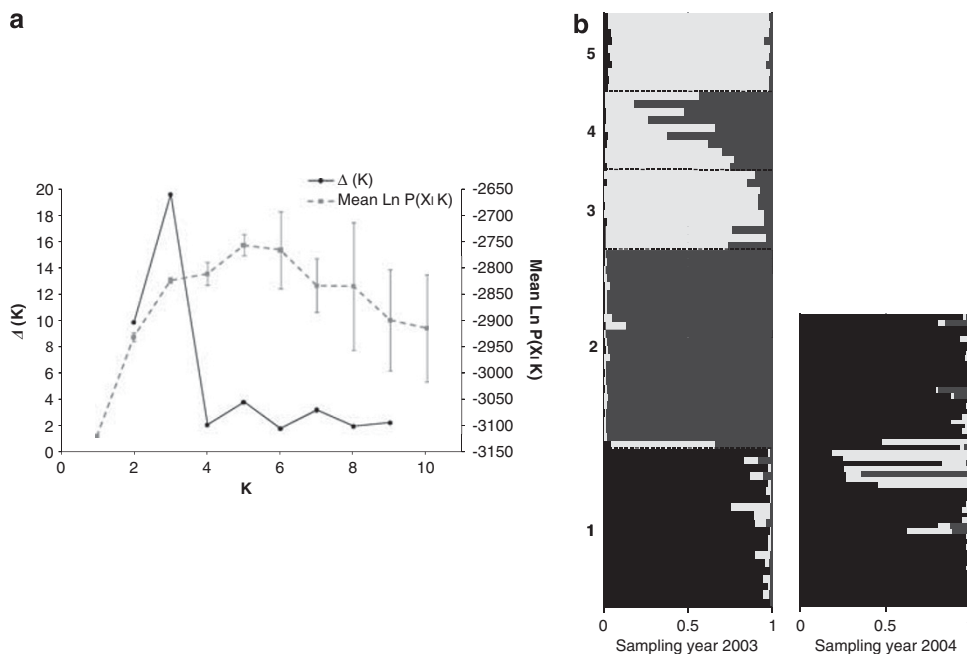 a
Δ (K)
Mean Ln P(XI K)
20
18
16
14
12
10
8
6
4
2
0
Δ (K)
-2650
-2700
-2750
-2800
-2850
-2900
-2950
-3000
-3050
-3100
-3150
Mean Ln P(XI K)
0 2 4 6 8 10
K
b
5
4
3
2
1
0 0.5 1
Sampling year 2003
0 0.5
Sampling year 2004